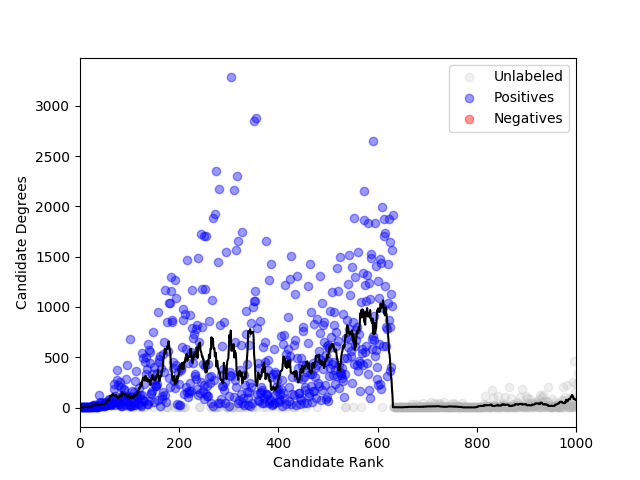 Unlabeled
Positives
Negatives
3000
2500
2000
1500
1000
500
0
Candidate Degrees
0 200 400 600 800 1000
Candidate Rank